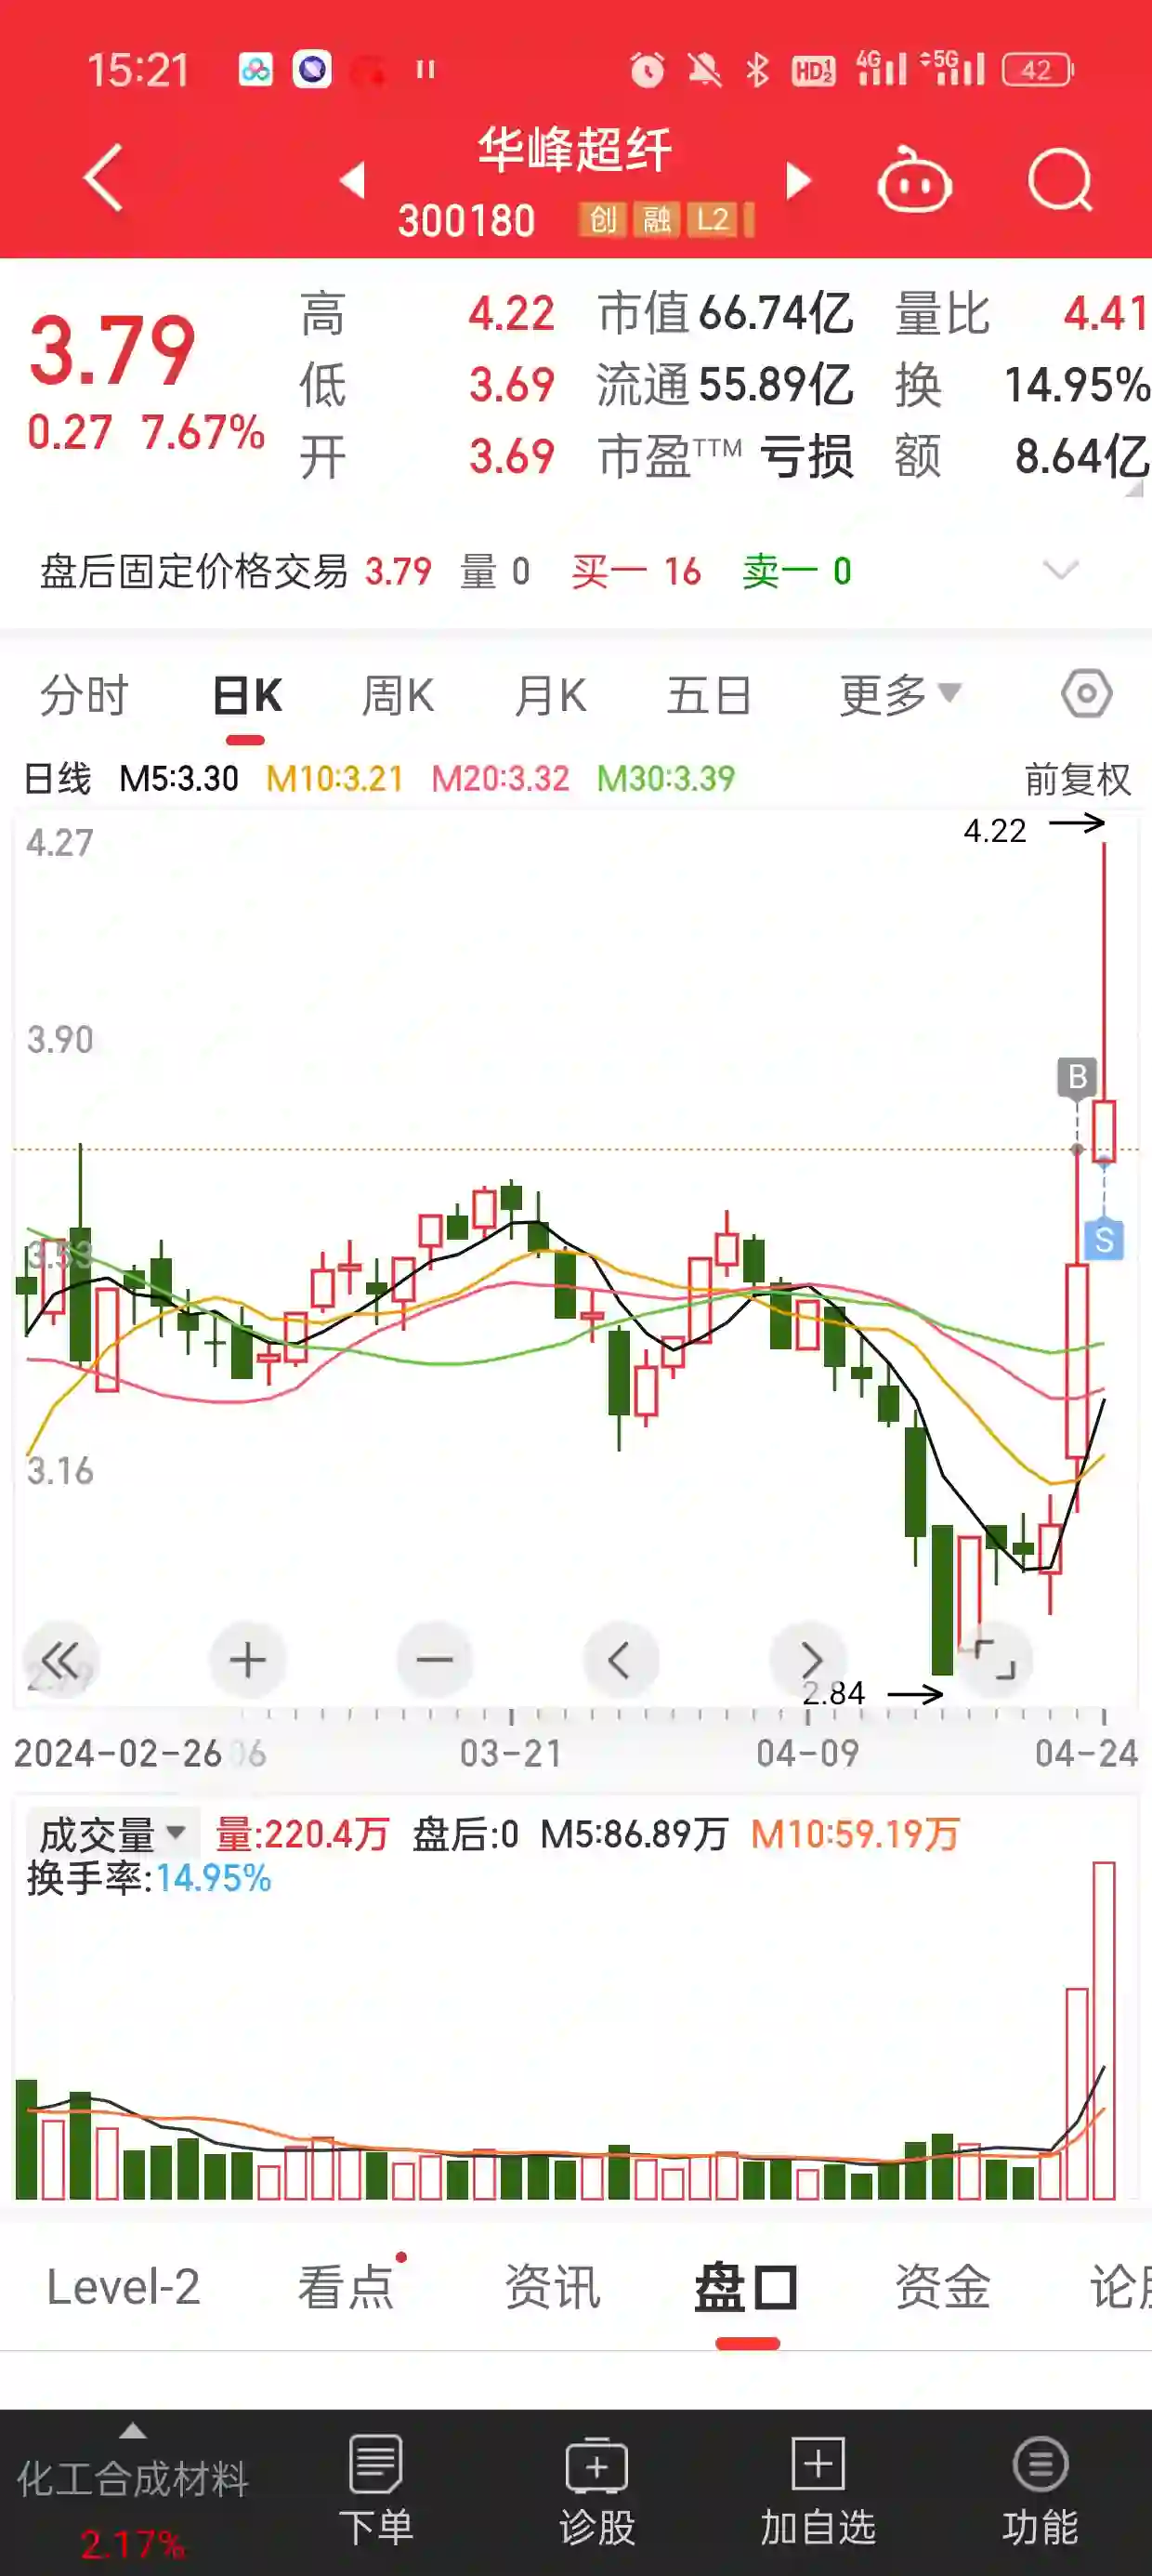 15:21 HD12 4G 5G 42
华峰超纤
300180 创 融 L2
3.79
0.27 7.67%
高 4.22 市值 66.74亿 量比 4.41
低 3.69 流通 55.89亿 换 14.95%
开 3.69 市盈TTM 亏损 额 8.64亿
盘后固定价格交易 3.79 量 0 买一 16 卖一 0
分时 日K 周K 月K 五日 更多
日线 M5:3.30 M10:3.21 M20:3.32 M30:3.39 前复权
4.27
4.22
3.90
B
S
3.53
3.16
2.84
2024-02-26 06 03-21 04-09 04-24
成交量 量:220.4万 盘后:0 M5:86.89万 M10:59.19万
换手率:14.95%
Level-2 看点 资讯 盘口 资金 论
化工合成材料
2.17%
下单 诊股 加自选 功能